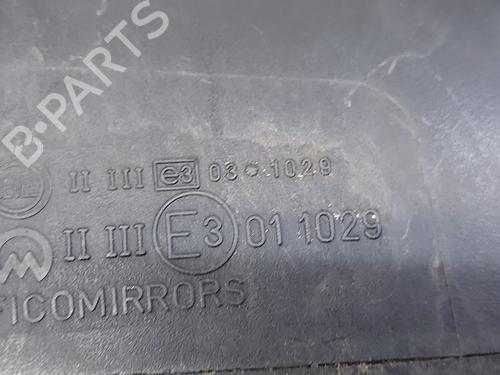 B-PARTS
II III e3 03*1029
II III E3 01 1029
FICOMIRRORS